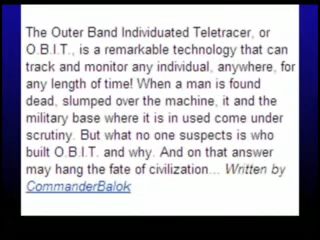 The Outer Band Individuated Teletracer, or
O.B.I.T., is a remarkable technology that can
track and monitor any individual, anywhere, for
any length of time! When a man is found
dead, slumped over the machine, it and the
military base where it is in used come under
scrutiny. But what no one suspects is who
built O.B.I.T. and why. And on that answer
may hang the fate of civilization... Written by
CommanderBalok